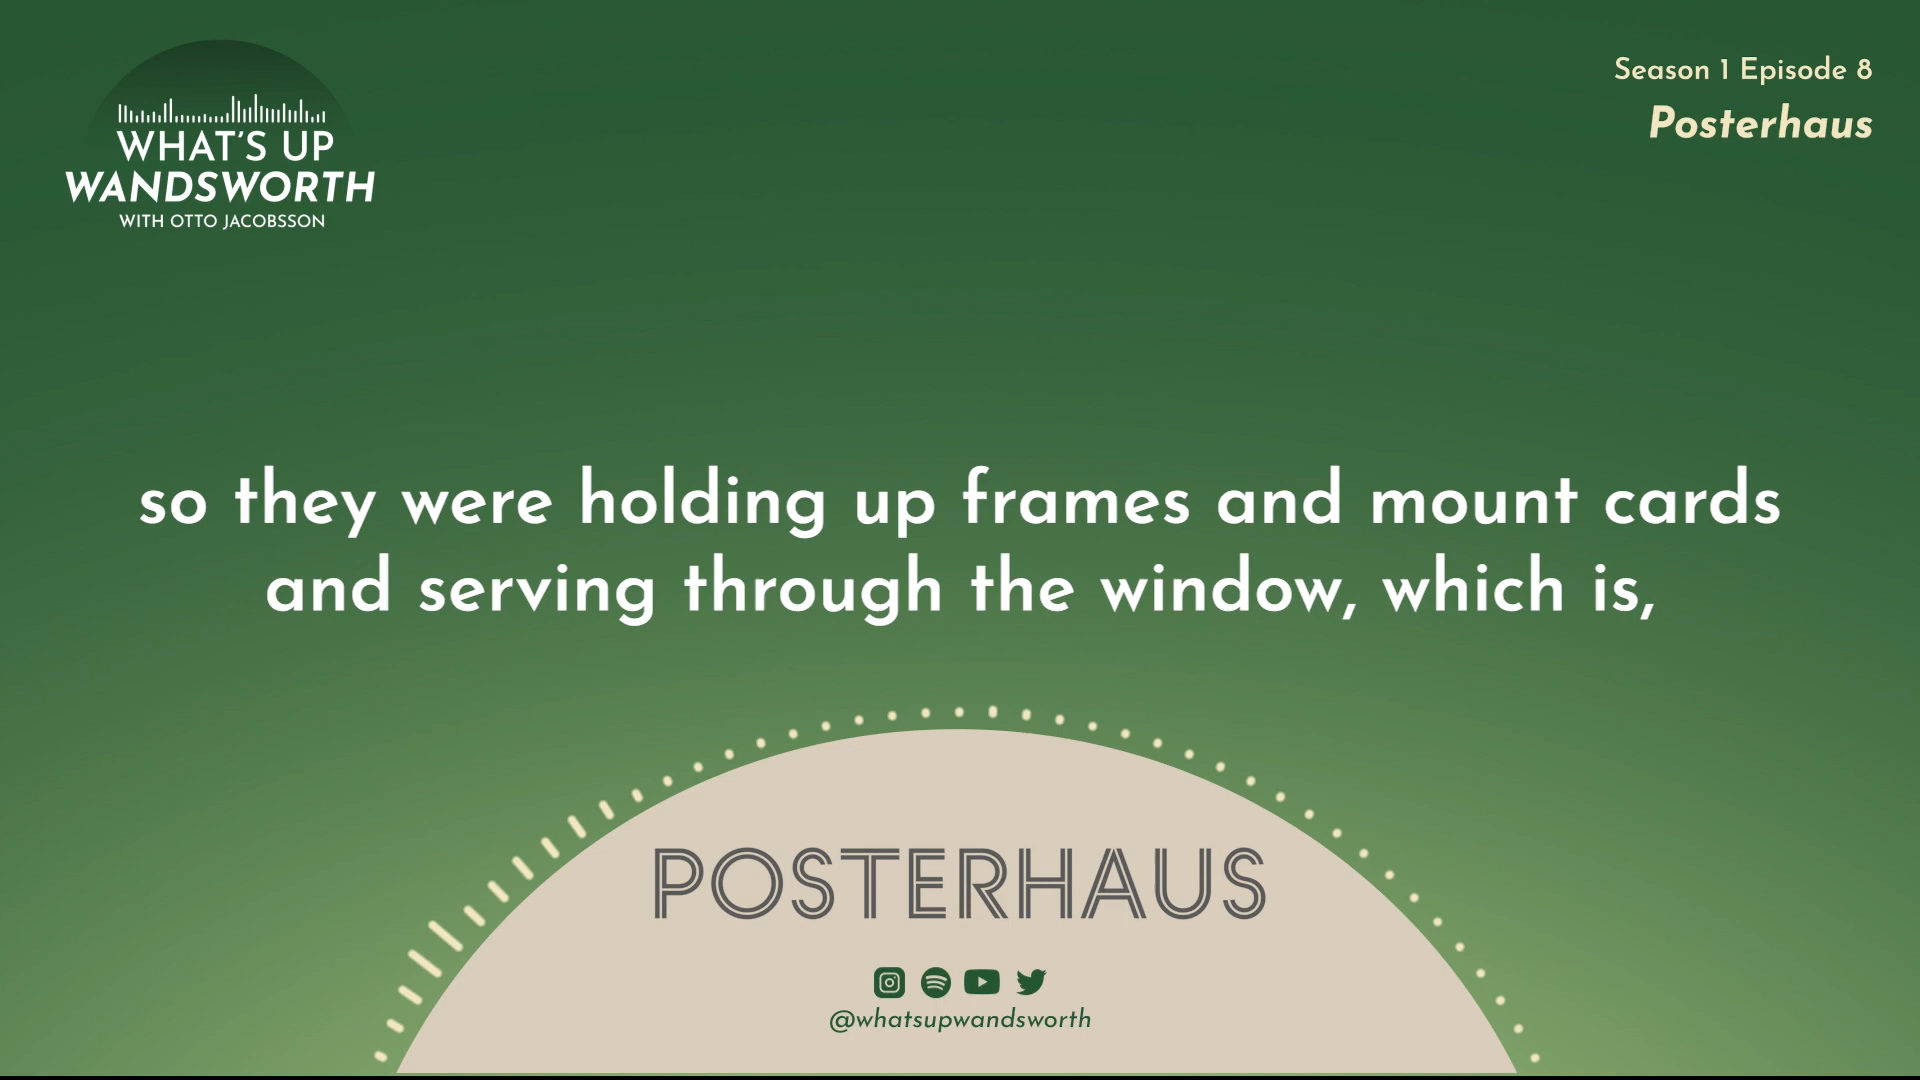 WHAT'S UP
WANDSWORTH
WITH OTTO JACOBSSON
Season 1 Episode 8
Posterhaus
so they were holding up frames and mount cards
and serving through the window, which is,
POSTERHAUS
@whatsupwandsworth